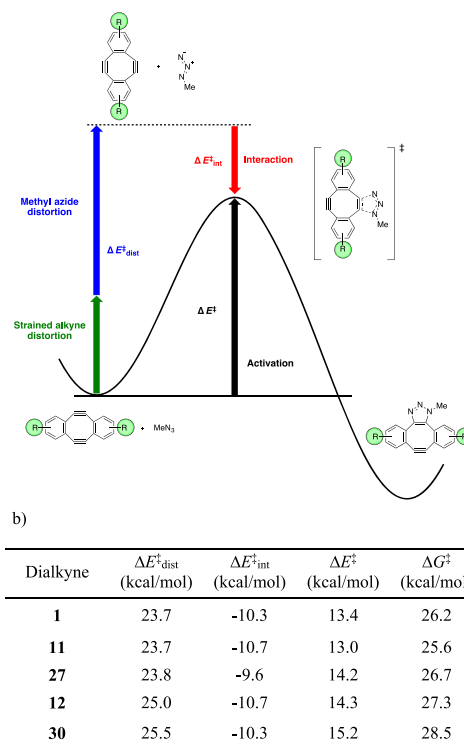 R
R
+
N⁻
N⁺
N
Me
ΔE‡int
Interaction
‡
R
N
N
N
Me
R
Methyl azide
distortion
ΔE‡dist
Strained alkyne
distortion
ΔE‡
Activation
R
R
+ MeN₃
N
N
N
Me
R
R
b)
Dialkyne ΔE‡dist ΔE‡int ΔE‡ ΔG‡
(kcal/mol) (kcal/mol) (kcal/mol) (kcal/mol)
1 23.7 -10.3 13.4 26.2
11 23.7 -10.7 13.0 25.6
27 23.8 -9.6 14.2 26.7
12 25.0 -10.7 14.3 27.3
30 25.5 -10.3 15.2 28.5